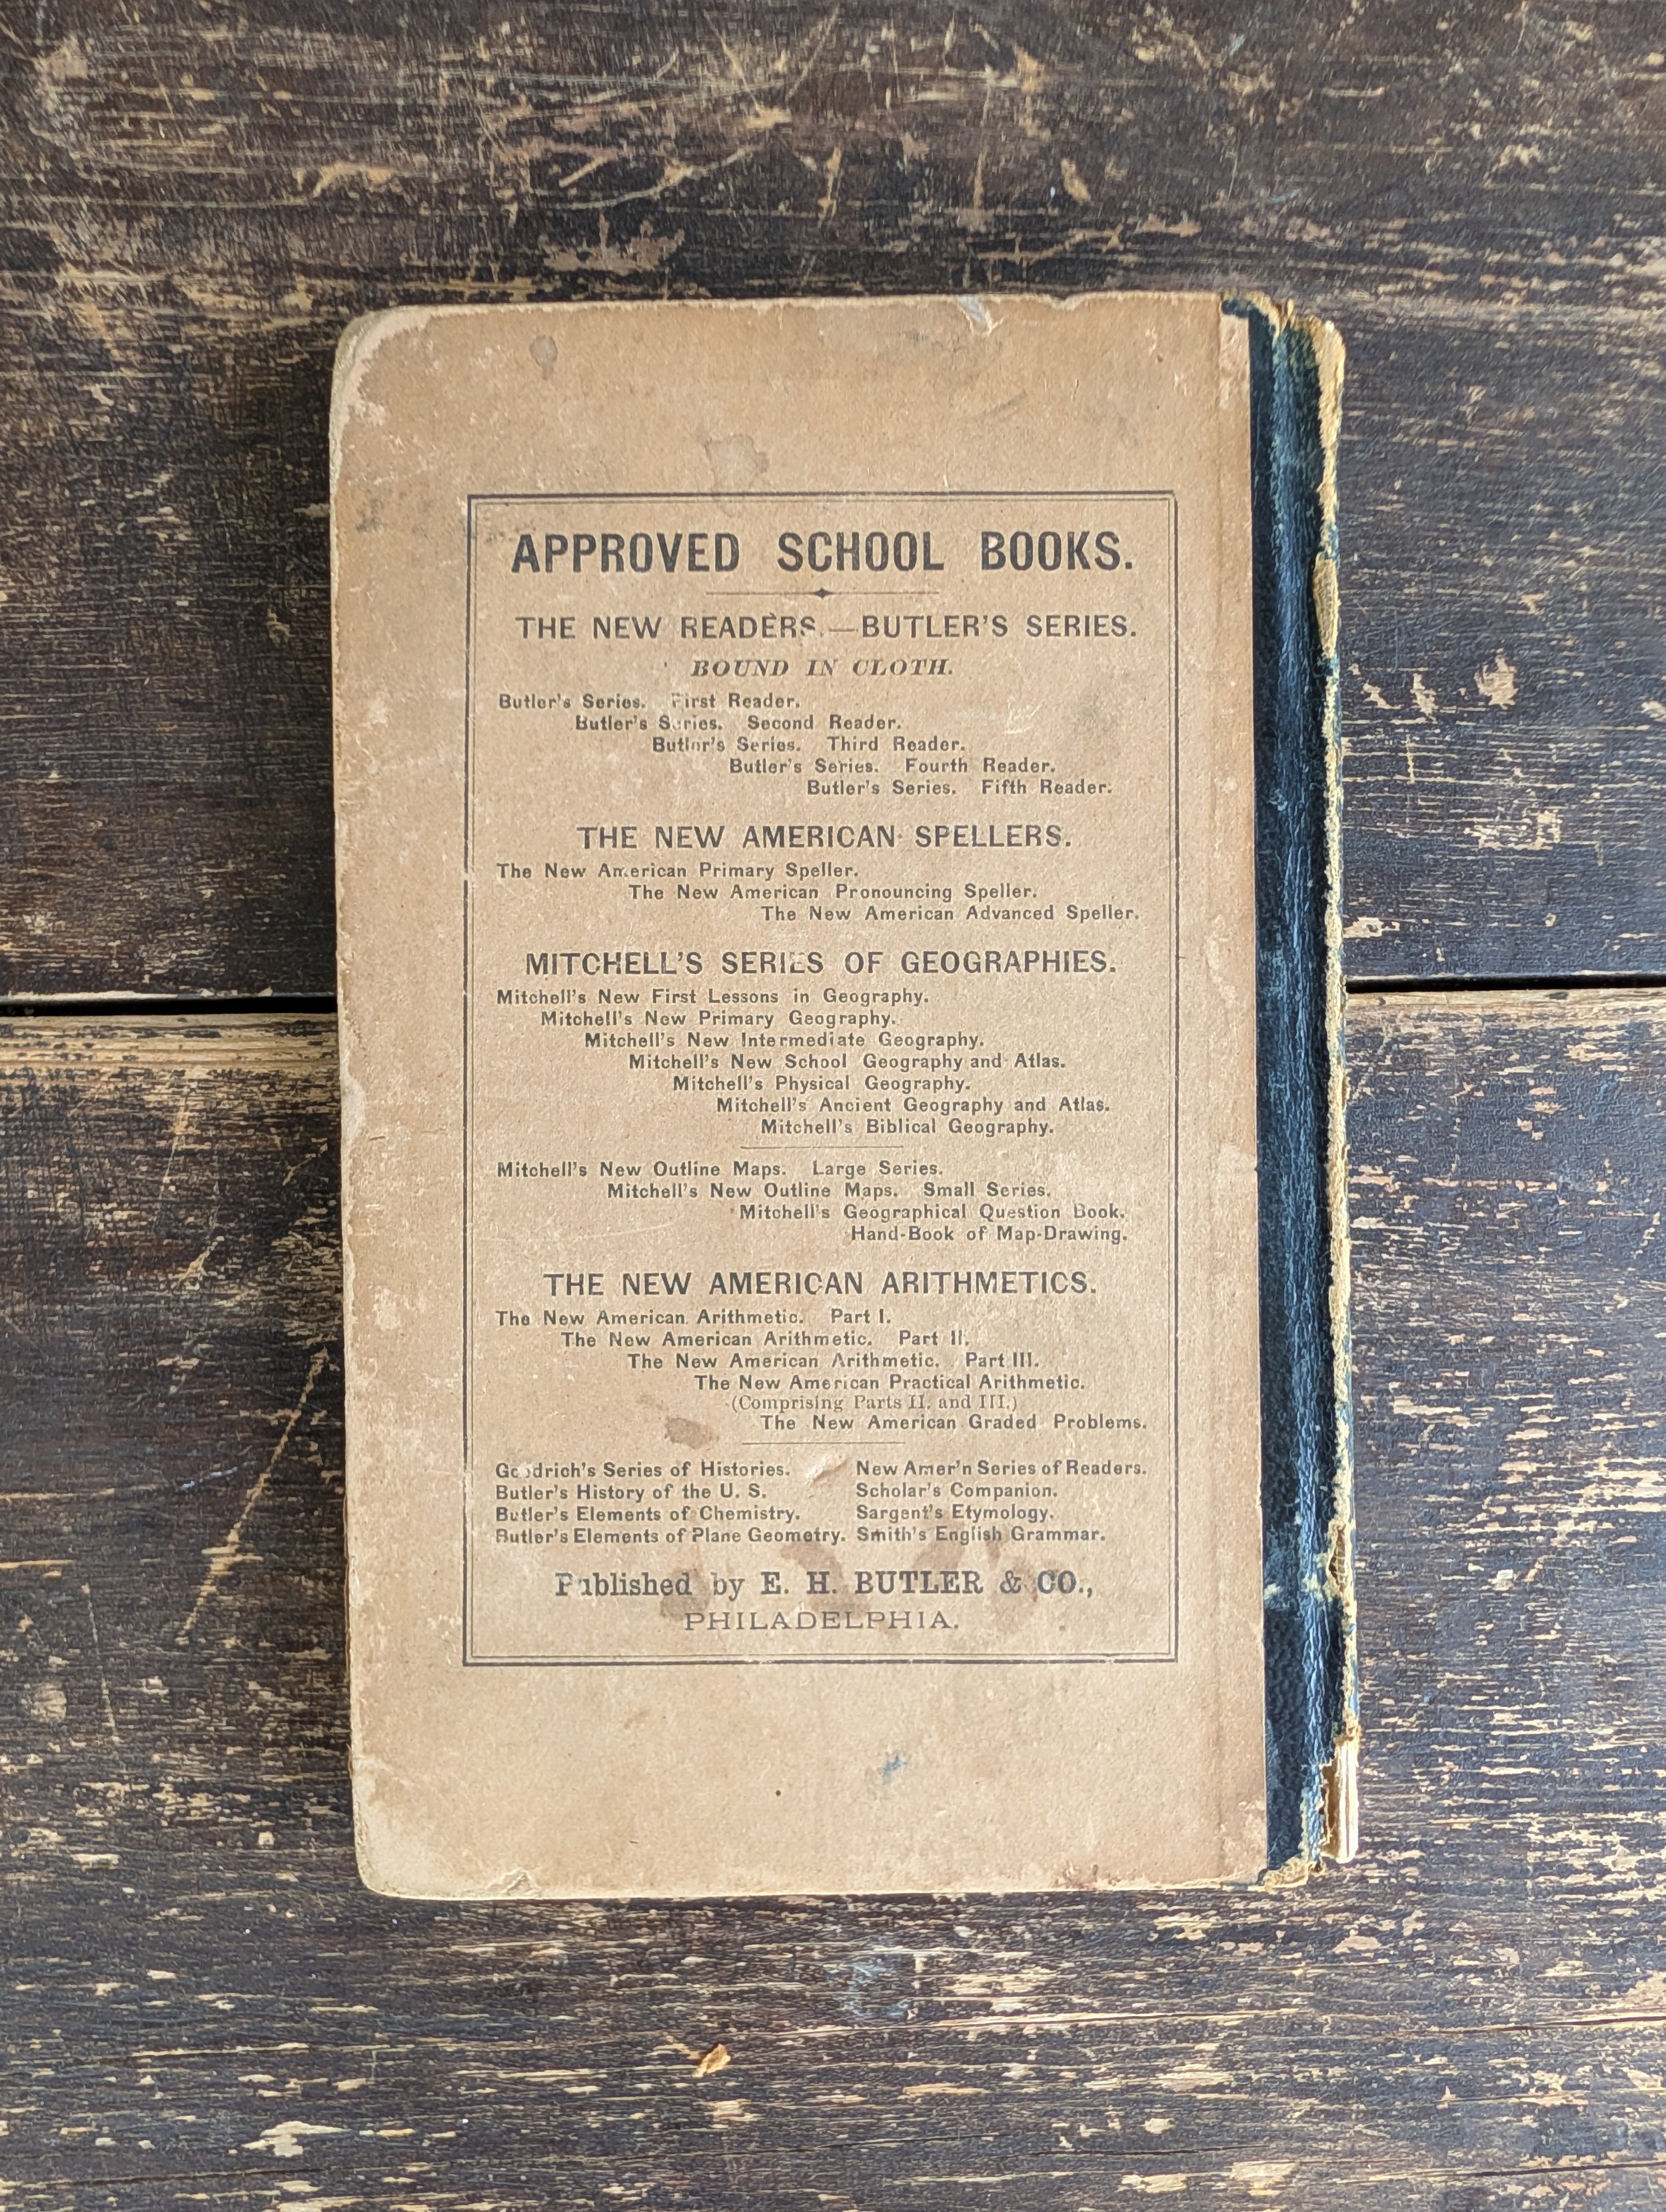 APPROVED SCHOOL BOOKS.
THE NEW READERS.—BUTLER'S SERIES.
BOUND IN CLOTH.
Butler's Series. First Reader.
Butler's Series. Second Reader.
Butler's Series. Third Reader.
Butler's Series. Fourth Reader.
Butler's Series. Fifth Reader.
THE NEW AMERICAN SPELLERS.
The New American Primary Speller.
The New American Pronouncing Speller.
The New American Advanced Speller.
MITCHELL'S SERIES OF GEOGRAPHIES.
Mitchell's New First Lessons in Geography.
Mitchell's New Primary Geography.
Mitchell's New Intermediate Geography.
Mitchell's New School Geography and Atlas.
Mitchell's Physical Geography.
Mitchell's Ancient Geography and Atlas.
Mitchell's Biblical Geography.
Mitchell's New Outline Maps. Large Series.
Mitchell's New Outline Maps. Small Series.
Mitchell's Geographical Question Book.
Hand-Book of Map-Drawing.
THE NEW AMERICAN ARITHMETICS.
The New American Arithmetic. Part I.
The New American Arithmetic. Part II.
The New American Arithmetic. Part III.
The New American Practical Arithmetic.
(Comprising Parts II. and III.)
The New American Graded Problems.
Goodrich's Series of Histories. New Amer'n Series of Readers.
Butler's History of the U. S. Scholar's Companion.
Butler's Elements of Chemistry. Sargent's Etymology.
Butler's Elements of Plane Geometry. Smith's English Grammar.
Published by E. H. BUTLER & CO.,
PHILADELPHIA.